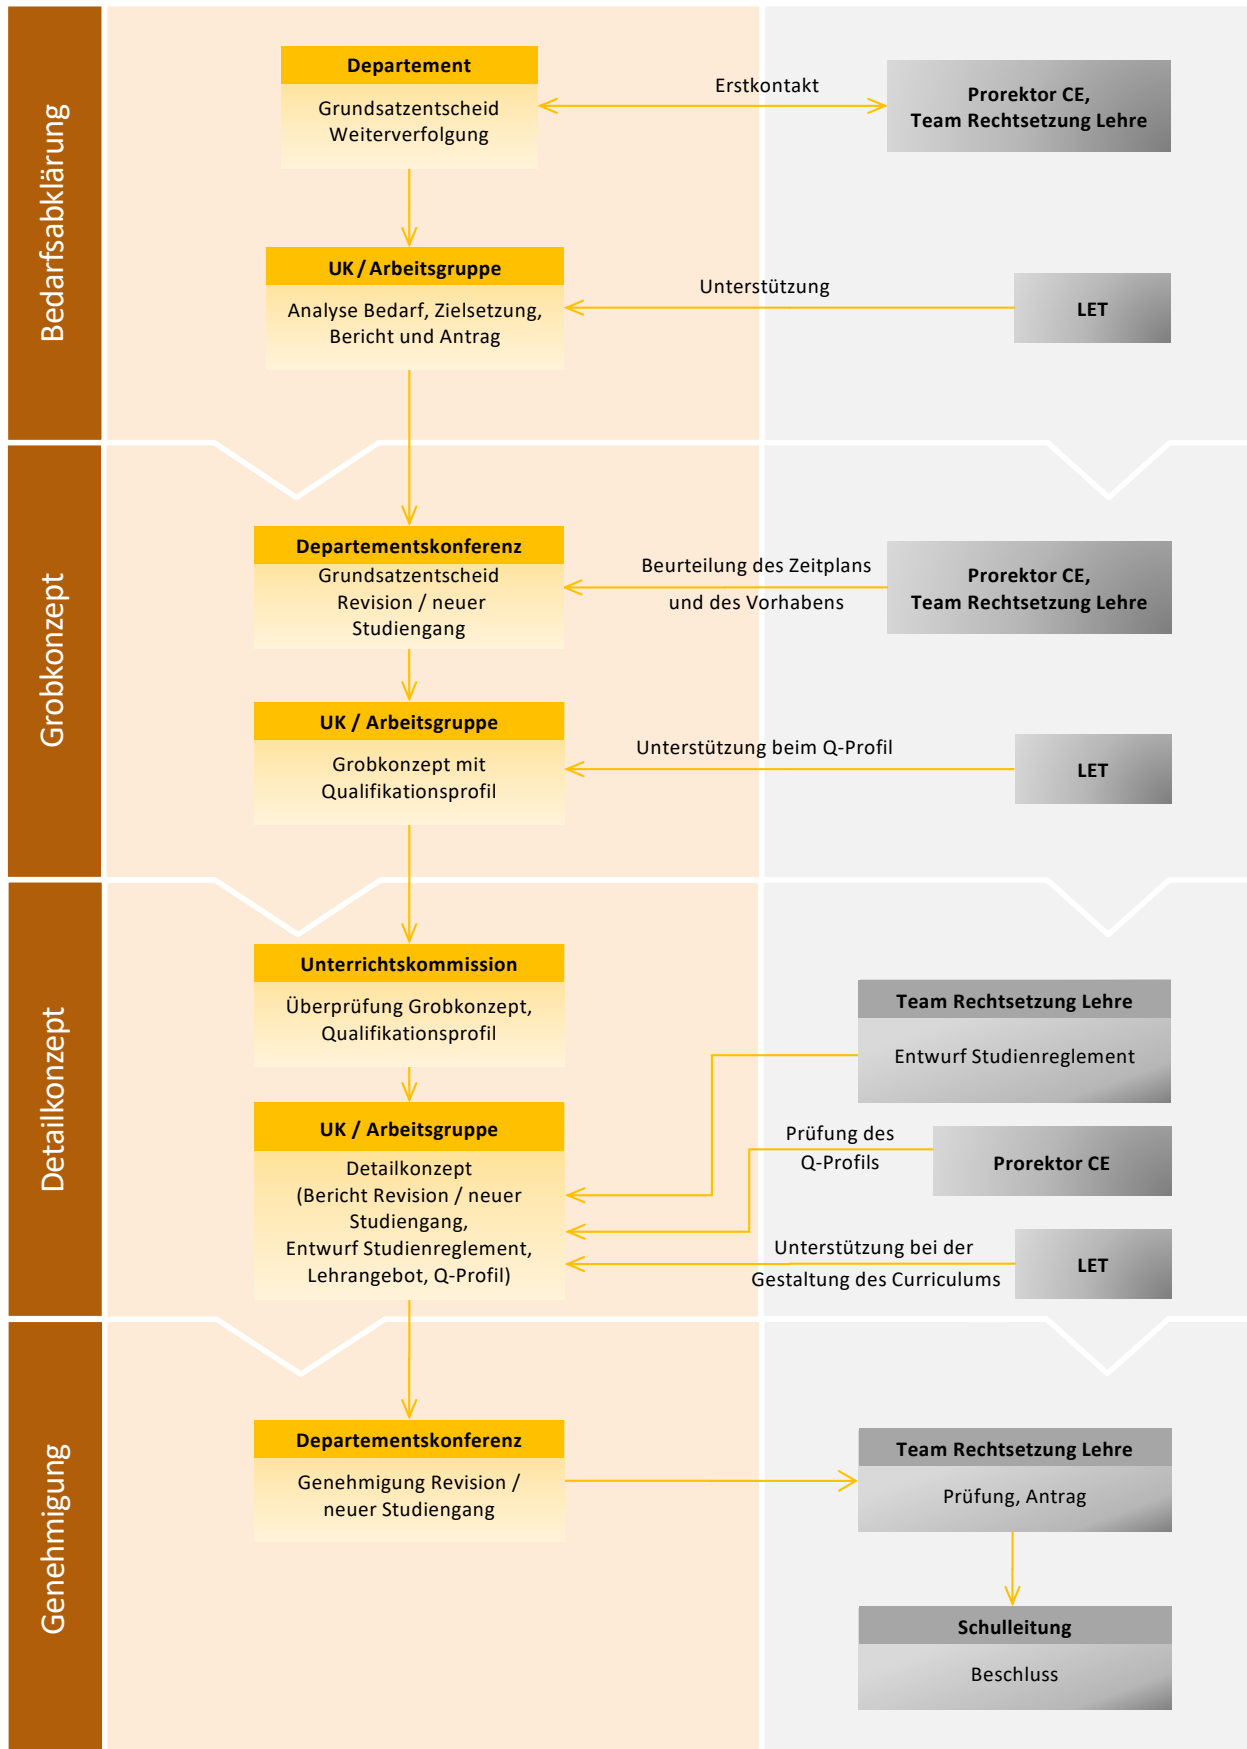 Bedarfsabklärung
Departement
Grundsatzentscheid
Weiterverfolgung
Erstkontakt
Prorektor CE,
Team Rechtsetzung Lehre
UK / Arbeitsgruppe
Analyse Bedarf, Zielsetzung,
Bericht und Antrag
Unterstützung
LET
Grobkonzept
Departementskonferenz
Grundsatzentscheid
Revision / neuer
Studiengang
Beurteilung des Zeitplans
und des Vorhabens
Prorektor CE,
Team Rechtsetzung Lehre
UK / Arbeitsgruppe
Grobkonzept mit
Qualifikationsprofil
Unterstützung beim Q-Profil
LET
Detailkonzept
Unterrichtskommission
Überprüfung Grobkonzept,
Qualifikationsprofil
Team Rechtsetzung Lehre
Entwurf Studienreglement
UK / Arbeitsgruppe
Detailkonzept
(Bericht Revision / neuer
Studiengang,
Entwurf Studienreglement,
Lehrangebot, Q-Profil)
Prüfung des
Q-Profils
Prorektor CE
Unterstützung bei der
Gestaltung des Curriculums
LET
Genehmigung
Departementskonferenz
Genehmigung Revision /
neuer Studiengang
Team Rechtsetzung Lehre
Prüfung, Antrag
Schulleitung
Beschluss